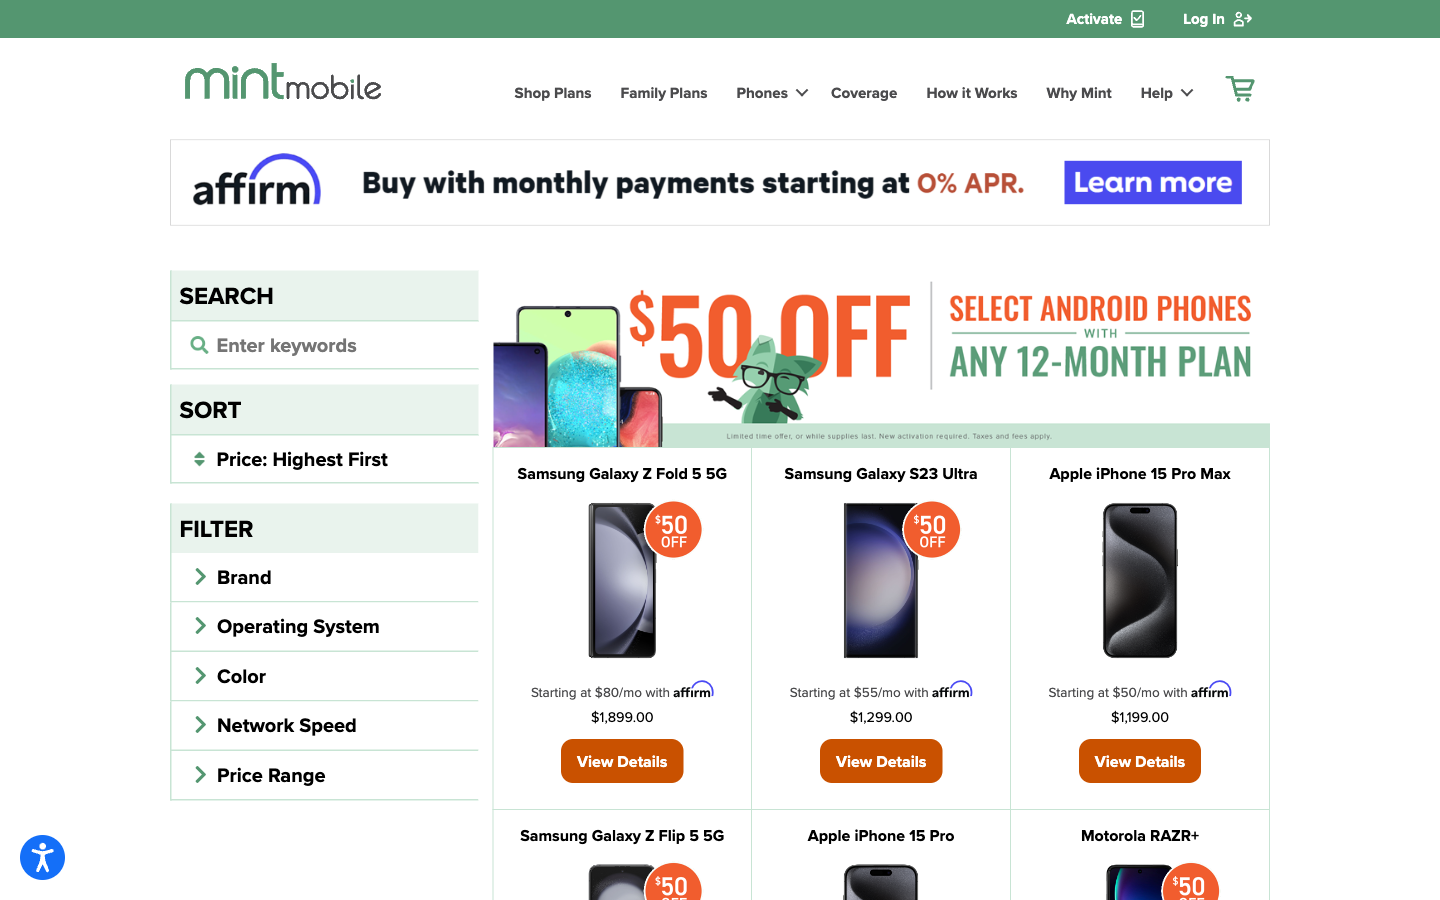 Activate
Log In
mintmobile
Shop Plans
Family Plans
Phones
Coverage
How it Works
Why Mint
Help
affirm
Buy with monthly payments starting at 0% APR.
Learn more
SEARCH
Enter keywords
SORT
Price: Highest First
FILTER
Brand
Operating System
Color
Network Speed
Price Range
$50 OFF
SELECT ANDROID PHONES
WITH
ANY 12-MONTH PLAN
Limited time offer, or while supplies last. New activation required. Taxes and fees apply.
Samsung Galaxy Z Fold 5 5G
$50
OFF
Starting at $80/mo with affirm
$1,899.00
View Details
Samsung Galaxy S23 Ultra
$50
OFF
Starting at $55/mo with affirm
$1,299.00
View Details
Apple iPhone 15 Pro Max
Starting at $50/mo with affirm
$1,199.00
View Details
Samsung Galaxy Z Flip 5 5G
$50
OFF
Apple iPhone 15 Pro
Motorola RAZR+
$50
OFF